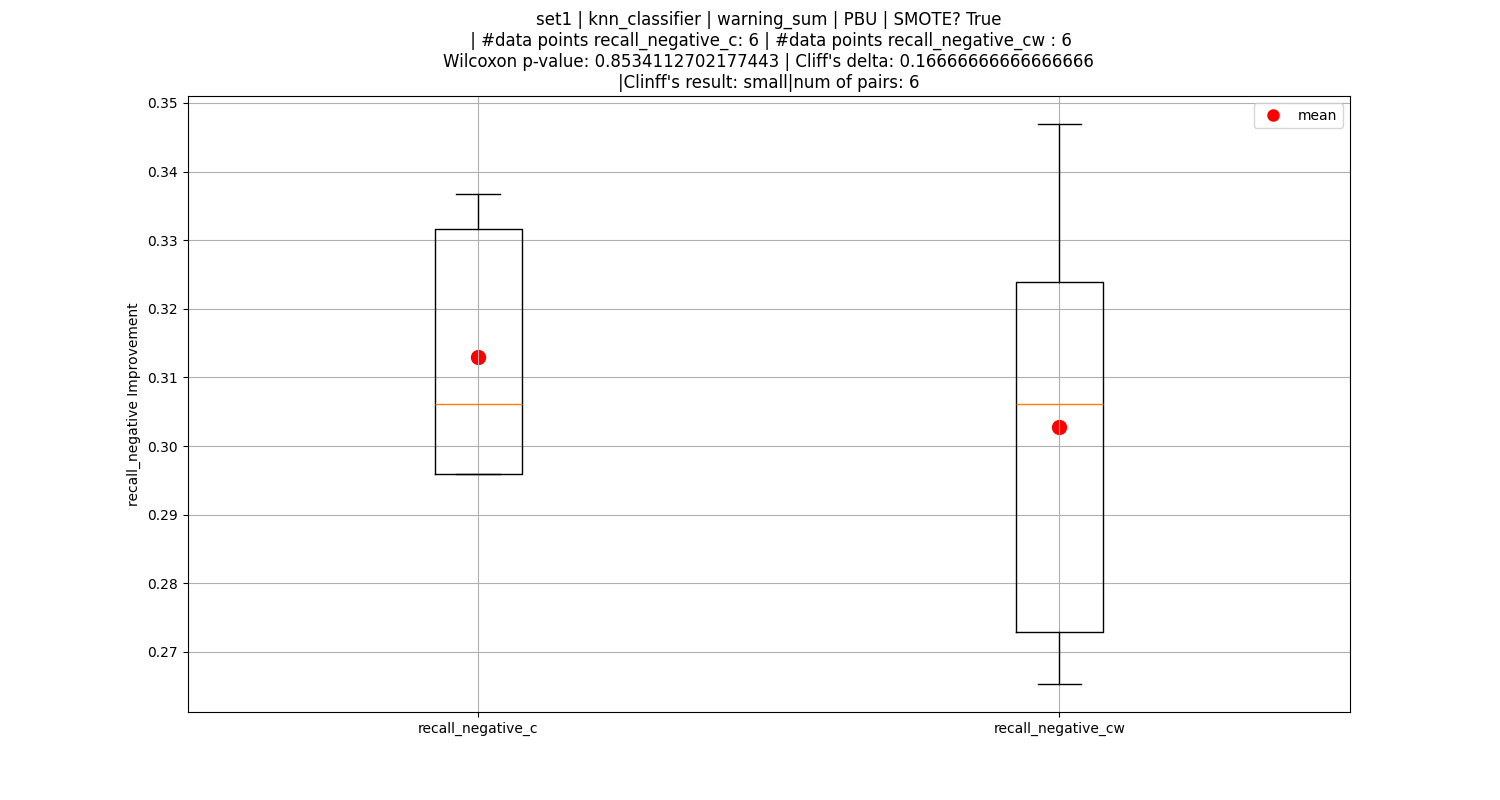 set1 | knn_classifier | warning_sum | PBU | SMOTE? True
| #data points recall_negative_c: 6 | #data points recall_negative_cw : 6
Wilcoxon p-value: 0.8534112702177443 | Cliff's delta: 0.16666666666666666
|Clinff's result: small|num of pairs: 6
mean
0.35
0.34
0.33
0.32
0.31
0.30
0.29
0.28
0.27
recall_negative Improvement
recall_negative_c
recall_negative_cw